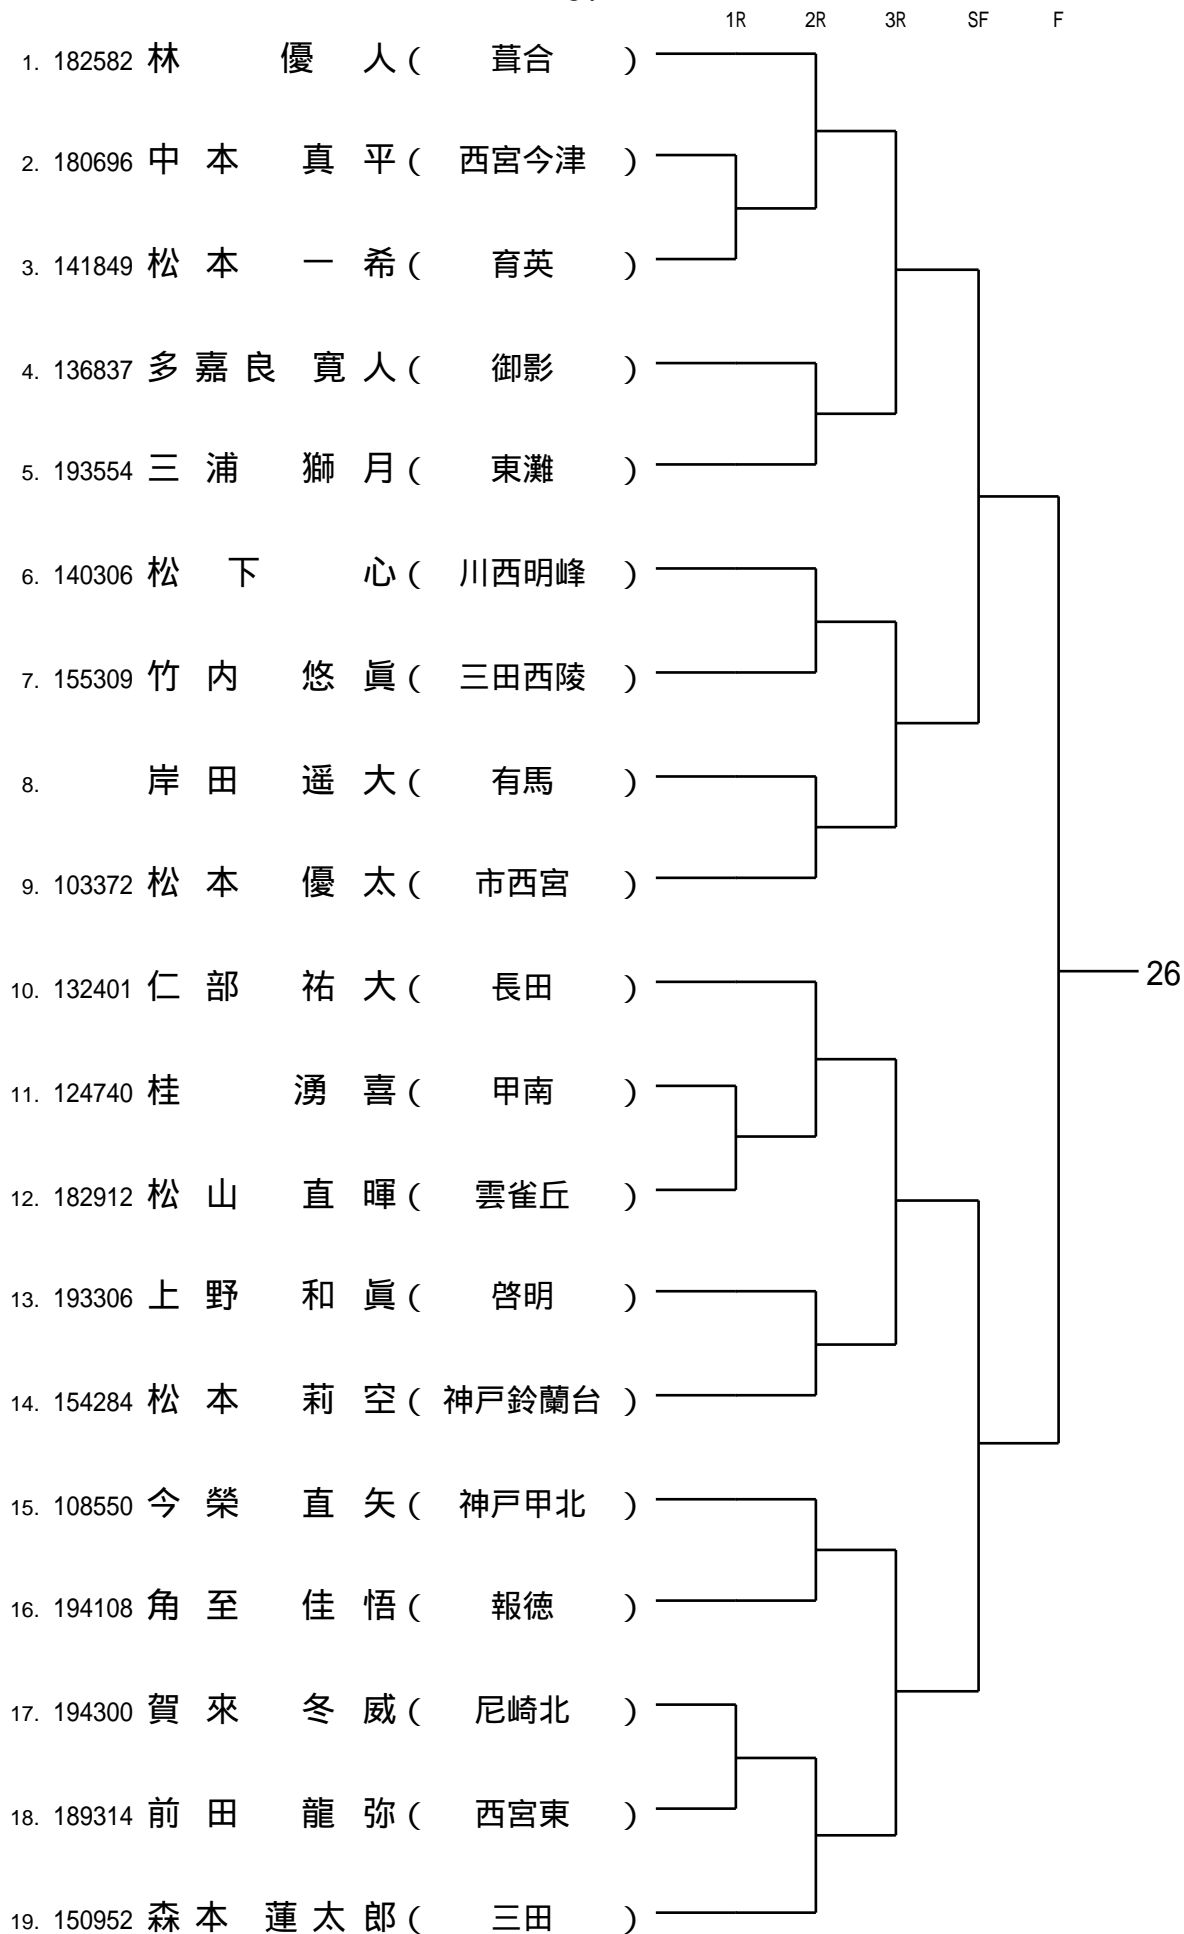 1R 2R 3R SF F
1. 182582 林 優 人 ( 葺合 )
2. 180696 中 本 真 平 ( 西宮今津 )
3. 141849 松 本 一 希 ( 育英 )
4. 136837 多 嘉 良 寛 人 ( 御影 )
5. 193554 三 浦 獅 月 ( 東灘 )
6. 140306 松 下 心 ( 川西明峰 )
7. 155309 竹 内 悠 眞 ( 三田西陵 )
8. 岸 田 遥 大 ( 有馬 )
9. 103372 松 本 優 太 ( 市西宮 )
26
10. 132401 仁 部 祐 大 ( 長田 )
11. 124740 桂 湧 喜 ( 甲南 )
12. 182912 松 山 直 暉 ( 雲雀丘 )
13. 193306 上 野 和 眞 ( 啓明 )
14. 154284 松 本 莉 空 ( 神戸鈴蘭台 )
15. 108550 今 榮 直 矢 ( 神戸甲北 )
16. 194108 角 至 佳 悟 ( 報徳 )
17. 194300 賀 來 冬 威 ( 尼崎北 )
18. 189314 前 田 龍 弥 ( 西宮東 )
19. 150952 森 本 蓮 太 郎 ( 三田 )